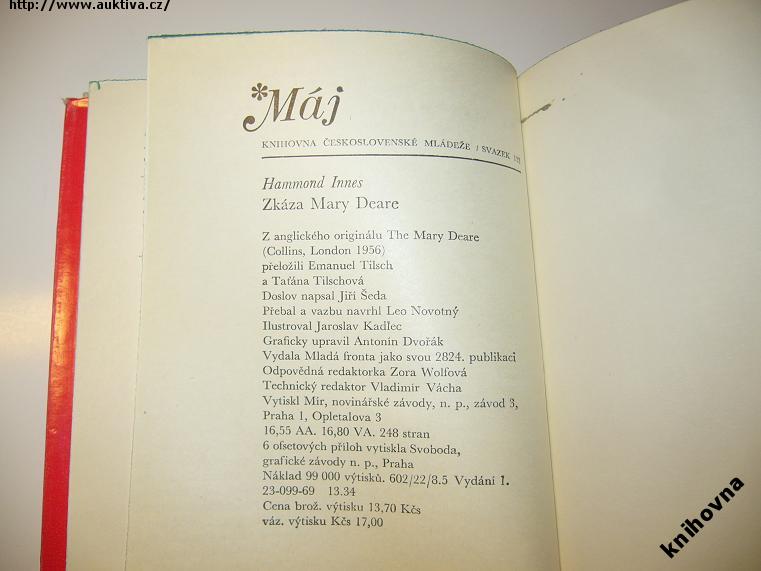 http://www.auktiva.cz/
*Máj
KNIHOVNA ČESKOSLOVENSKÉ MLÁDEŽE / SVAZEK
Hammond Innes
Zkáza Mary Deare
Z anglického originálu The Mary Deare
(Collins, London 1956)
přeložili Emanuel Tilsch
a Taťána Tilschová
Doslov napsal Jiří Šeda
Přebal a vazbu navrhl Leo Novotný
Ilustroval Jaroslav Kadlec
Graficky upravil Antonín Dvořák
Vydala Mladá fronta jako svou 2824. publikaci
Odpovědná redaktorka Zora Wolfová
Technický redaktor Vladimír Vácha
Vytiskl Mír, novinářské závody, n. p., závod 3,
Praha 1, Opletalova 3
16,55 AA. 16,80 VA. 248 stran
6 ofsetových příloh vytiskla Svoboda,
grafické závody n. p., Praha
Náklad 99 000 výtisků. 602/22/8.5 Vydání 1.
23-099-69 13.34
Cena brož. výtisku 13,70 Kčs
váz. výtisku Kčs 17,00
knihovna